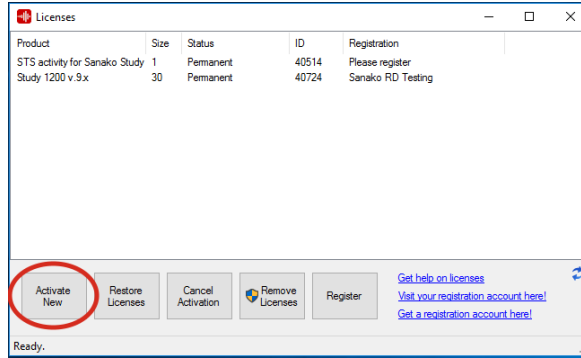 Licenses
Product Size Status ID Registration
STS activity for Sanako Study 1 Permanent 40514 Please register
Study 1200 v.9.x 30 Permanent 40724 Sanako RD Testing
Activate
New
Restore
Licenses
Cancel
Activation
Remove
Licenses
Register
Get help on licenses
Visit your registration account here!
Get a registration account here!
Ready.